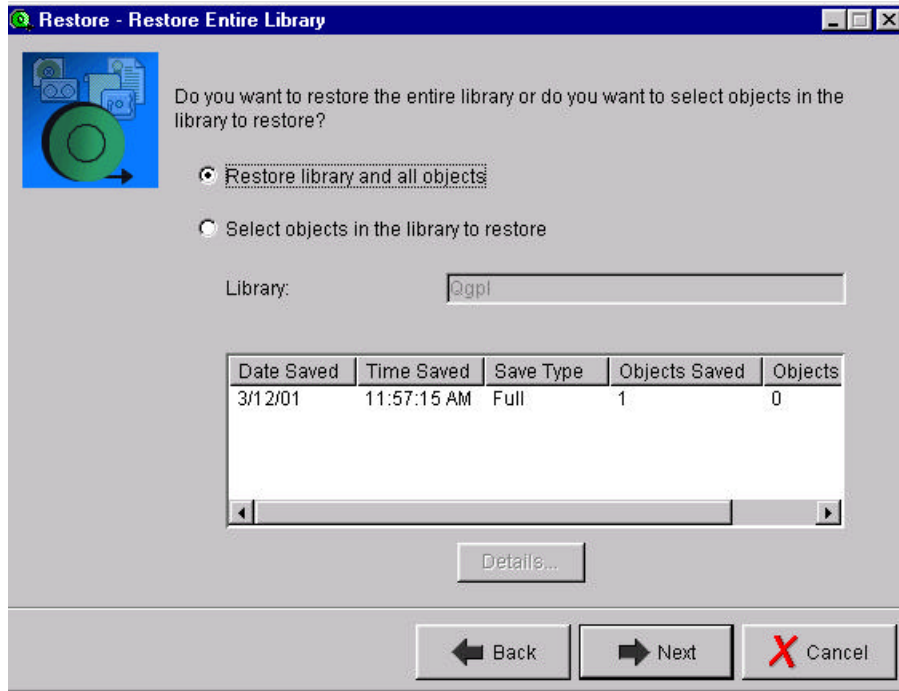 Restore - Restore Entire Library
Do you want to restore the entire library or do you want to select objects in the
library to restore?
Restore library and all objects
Select objects in the library to restore
Library: Qgpl
Date Saved Time Saved Save Type Objects Saved Objects
3/12/01 11:57:15 AM Full 1 0
Details...
Back Next Cancel